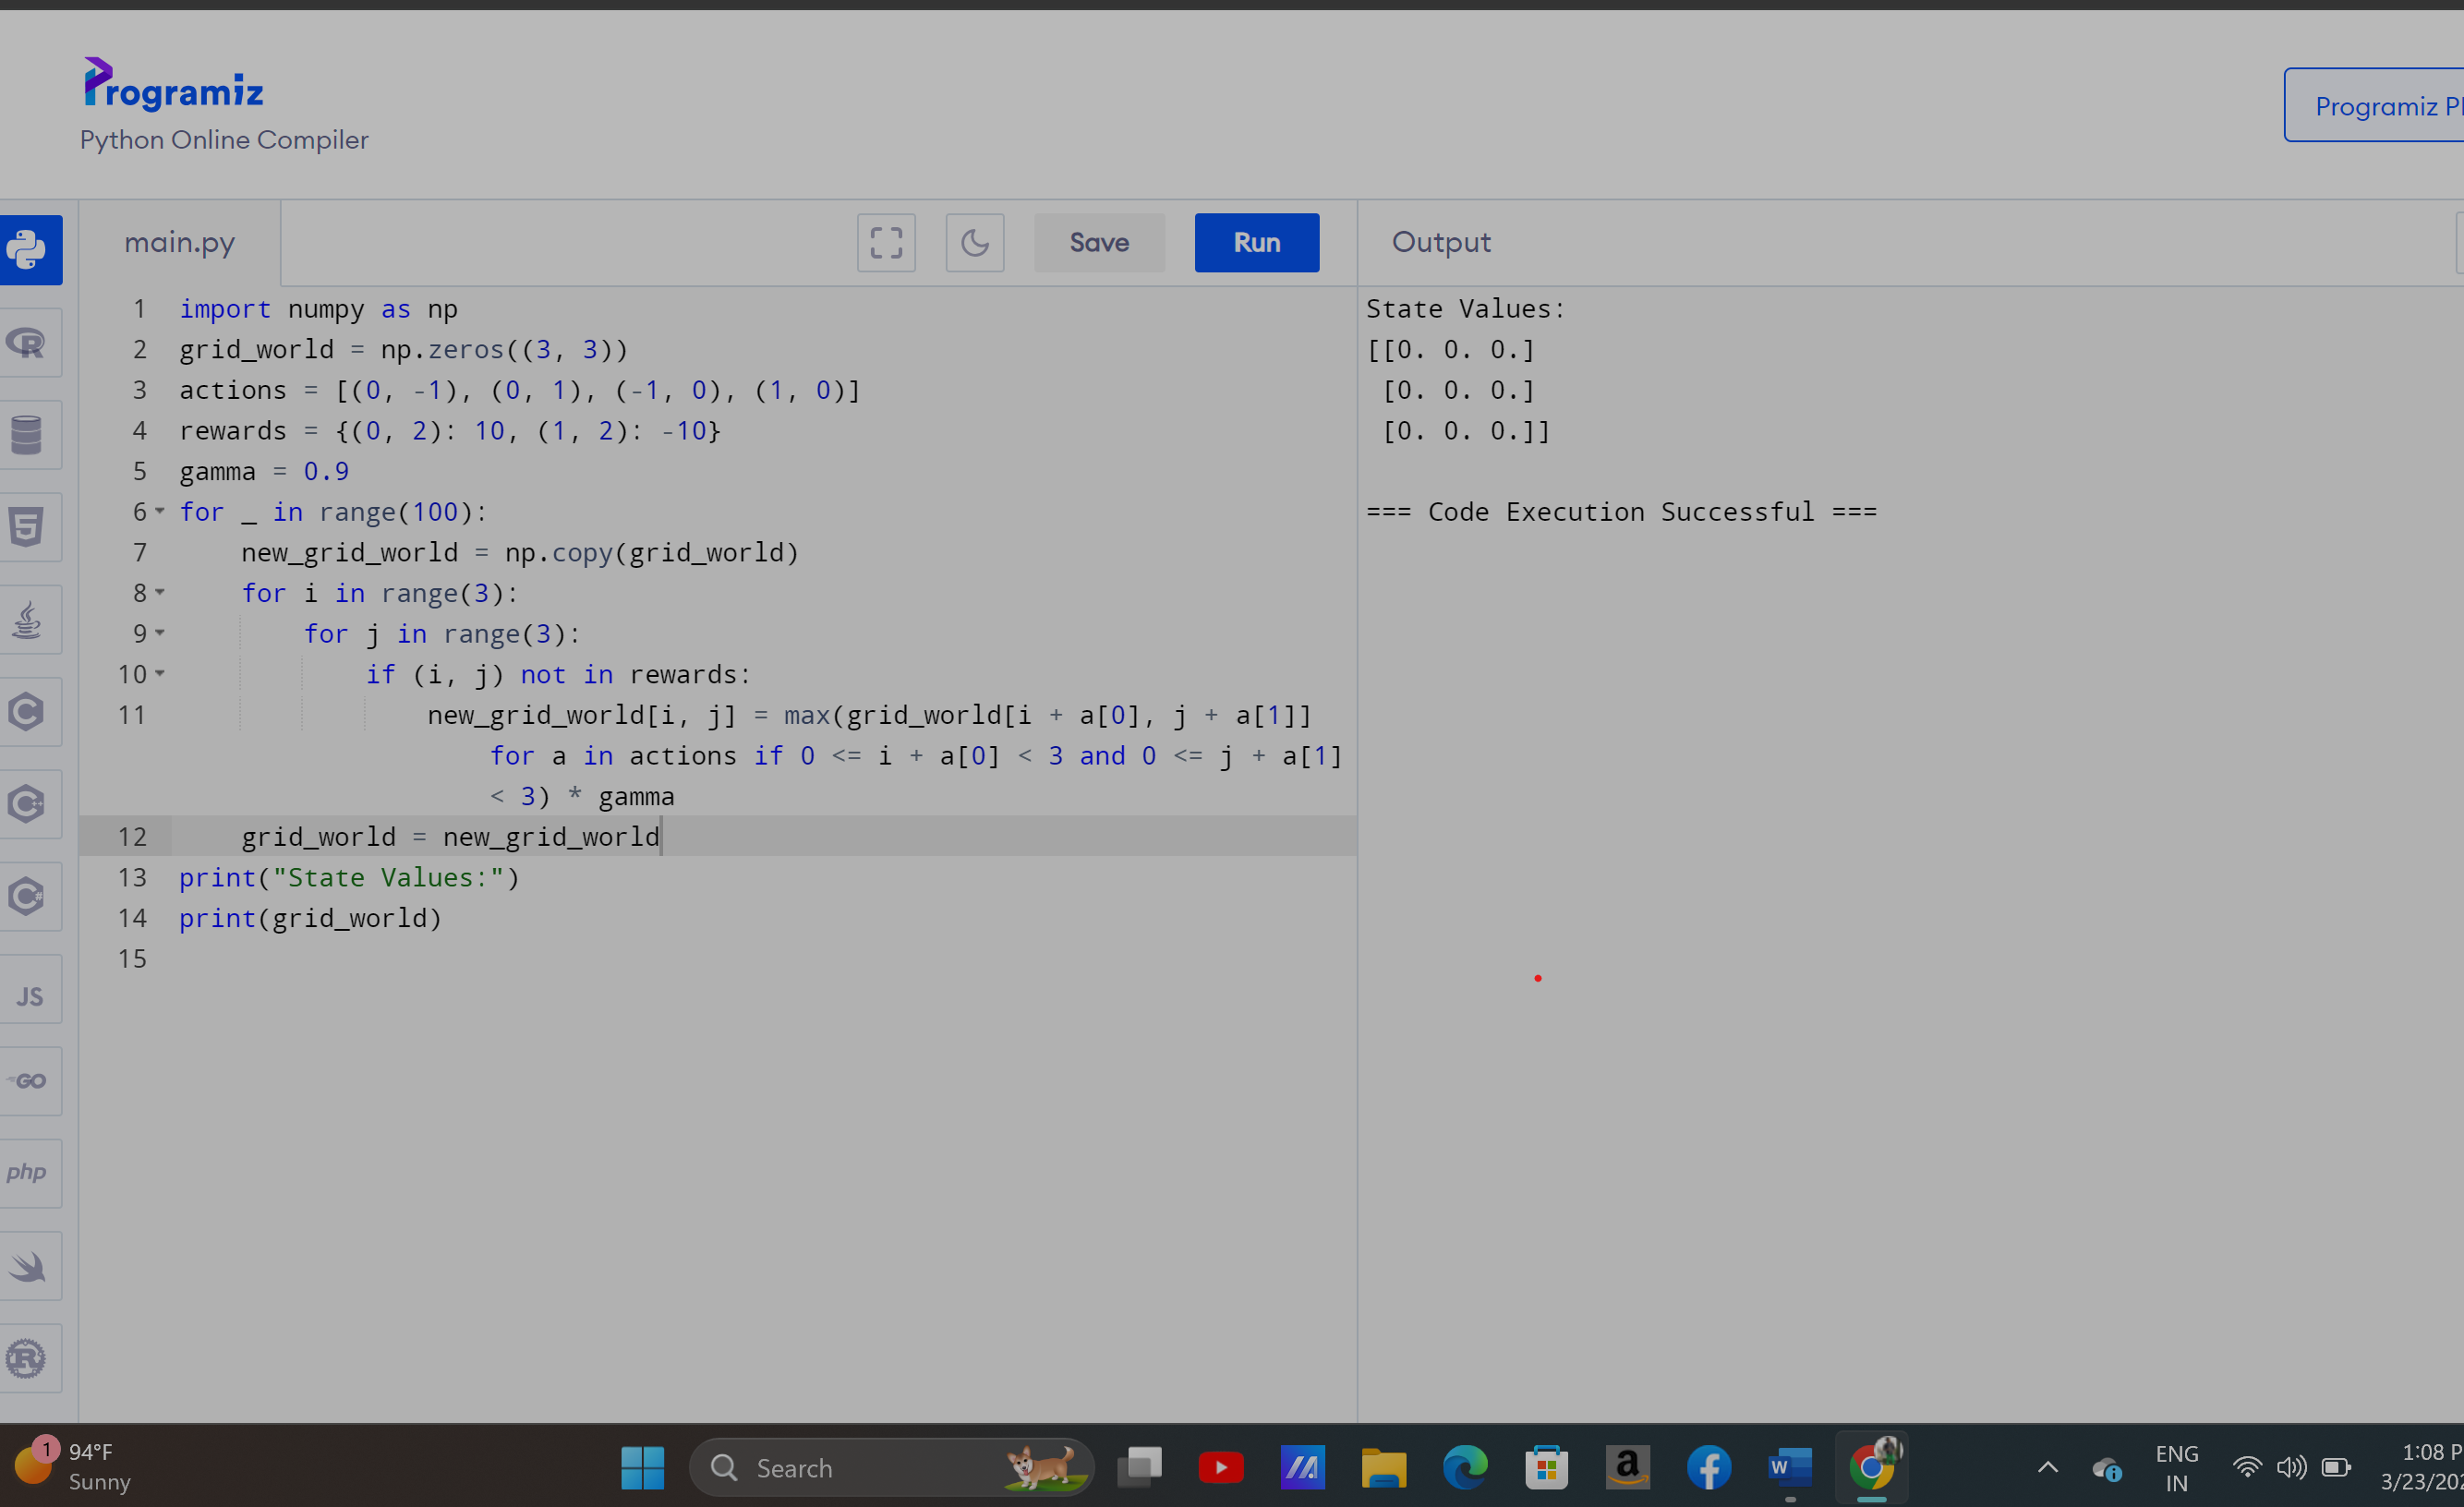 Programiz
Python Online Compiler
Programiz
main.py
Save
Run
Output
1 import numpy as np
2 grid_world = np.zeros((3, 3))
3 actions = [(0, -1), (0, 1), (-1, 0), (1, 0)]
4 rewards = {(0, 2): 10, (1, 2): -10}
5 gamma = 0.9
6 for _ in range(100):
7     new_grid_world = np.copy(grid_world)
8     for i in range(3):
9         for j in range(3):
10             if (i, j) not in rewards:
11                 new_grid_world[i, j] = max(grid_world[i + a[0], j + a[1]]
for a in actions if 0 <= i + a[0] < 3 and 0 <= j + a[1]
< 3) * gamma
12     grid_world = new_grid_world
13 print("State Values:")
14 print(grid_world)
15
State Values:
[[0. 0. 0.]
 [0. 0. 0.]
 [0. 0. 0.]]
=== Code Execution Successful ===
R
5
C
C++
C#
JS
GO
php
R
1
94°F
Sunny
Search
a
f
W
ENG
IN
1:08 P
3/23/202